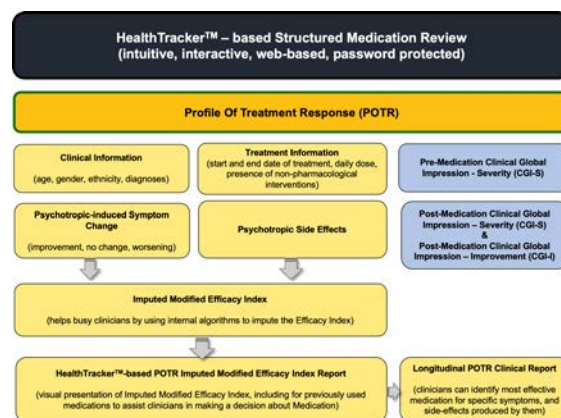 HealthTracker™ – based Structured Medication Review
(intuitive, interactive, web-based, password protected)
Profile Of Treatment Response (POTR)
Clinical Information
(age, gender, ethnicity, diagnoses)
Treatment Information
(start and end date of treatment, daily dose,
presence of non-pharmacological
interventions)
Pre-Medication Clinical Global
Impression - Severity (CGI-S)
Psychotropic-induced Symptom
Change
(improvement, no change, worsening)
Psychotropic Side Effects
Post-Medication Clinical Global
Impression – Severity (CGI-S)
&
Post-Medication Clinical Global
Impression – Improvement (CGI-I)
Imputed Modified Efficacy Index
(helps busy clinicians by using internal algorithms to impute the Efficacy Index)
HealthTracker™-based POTR Imputed Modified Efficacy Index Report
(visual presentation of Imputed Modified Efficacy Index, including for previously used
medications to assist clinicians in making a decision about Medication)
Longitudinal POTR Clinical Report
(clinicians can identify most effective
medication for specific symptoms, and
side-effects produced by them)